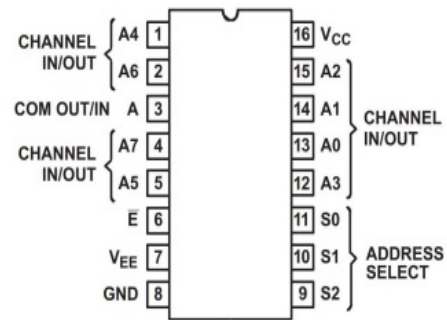 CHANNEL
IN/OUT
A4 1
A6 2
COM OUT/IN A 3
CHANNEL
IN/OUT
A7 4
A5 5
E̅ 6
VEE 7
GND 8
16 VCC
15 A2
14 A1
13 A0
12 A3
CHANNEL
IN/OUT
11 S0
10 S1
9 S2
ADDRESS
SELECT